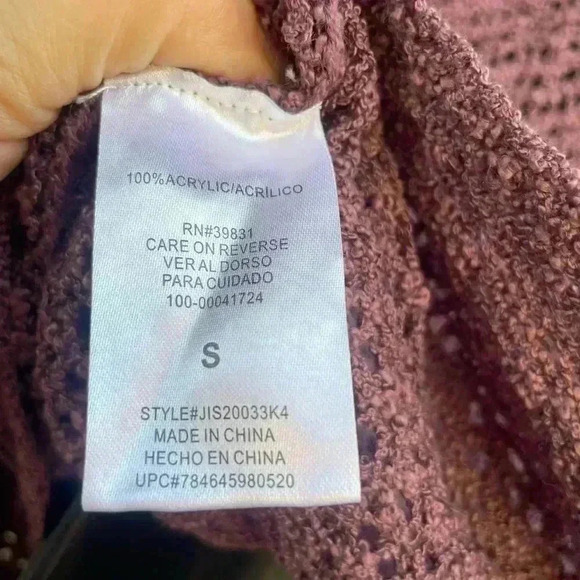 100%ACRYLIC/ACRÍLICO
RN#39831
CARE ON REVERSE
VER AL DORSO
PARA CUIDADO
100-00041724
S
STYLE#JIS20033K4
MADE IN CHINA
HECHO EN CHINA
UPC#784645980520